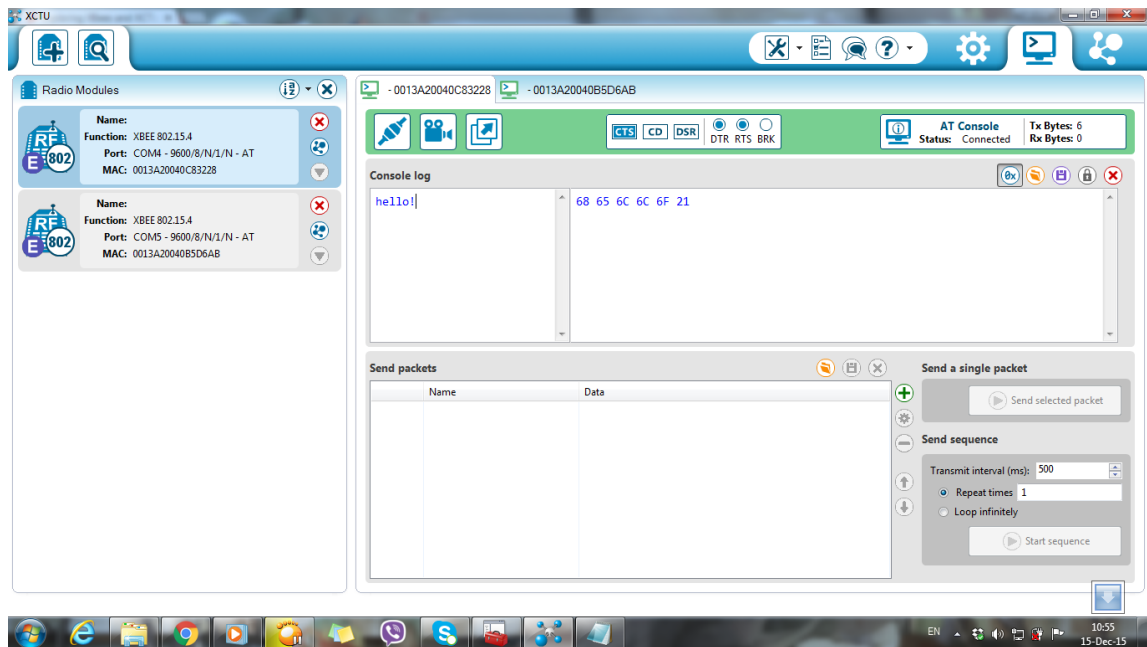 XCTU
Radio Modules
Name:
Function: XBEE 802.15.4
Port: COM4 - 9600/8/N/1/N - AT
MAC: 0013A20040C83228
RF
E 802
Name:
Function: XBEE 802.15.4
Port: COM5 - 9600/8/N/1/N - AT
MAC: 0013A20040B5D6AB
RF
E 802
- 0013A20040C83228
- 0013A20040B5D6AB
CTS CD DSR DTR RTS BRK
AT Console
Status: Connected
Tx Bytes: 6
Rx Bytes: 0
Console log
0x
hello!
68 65 6C 6C 6F 21
Send packets
Name Data
Send a single packet
Send selected packet
Send sequence
Transmit interval (ms): 500
Repeat times 1
Loop infinitely
Start sequence
EN
10:55
15-Dec-15